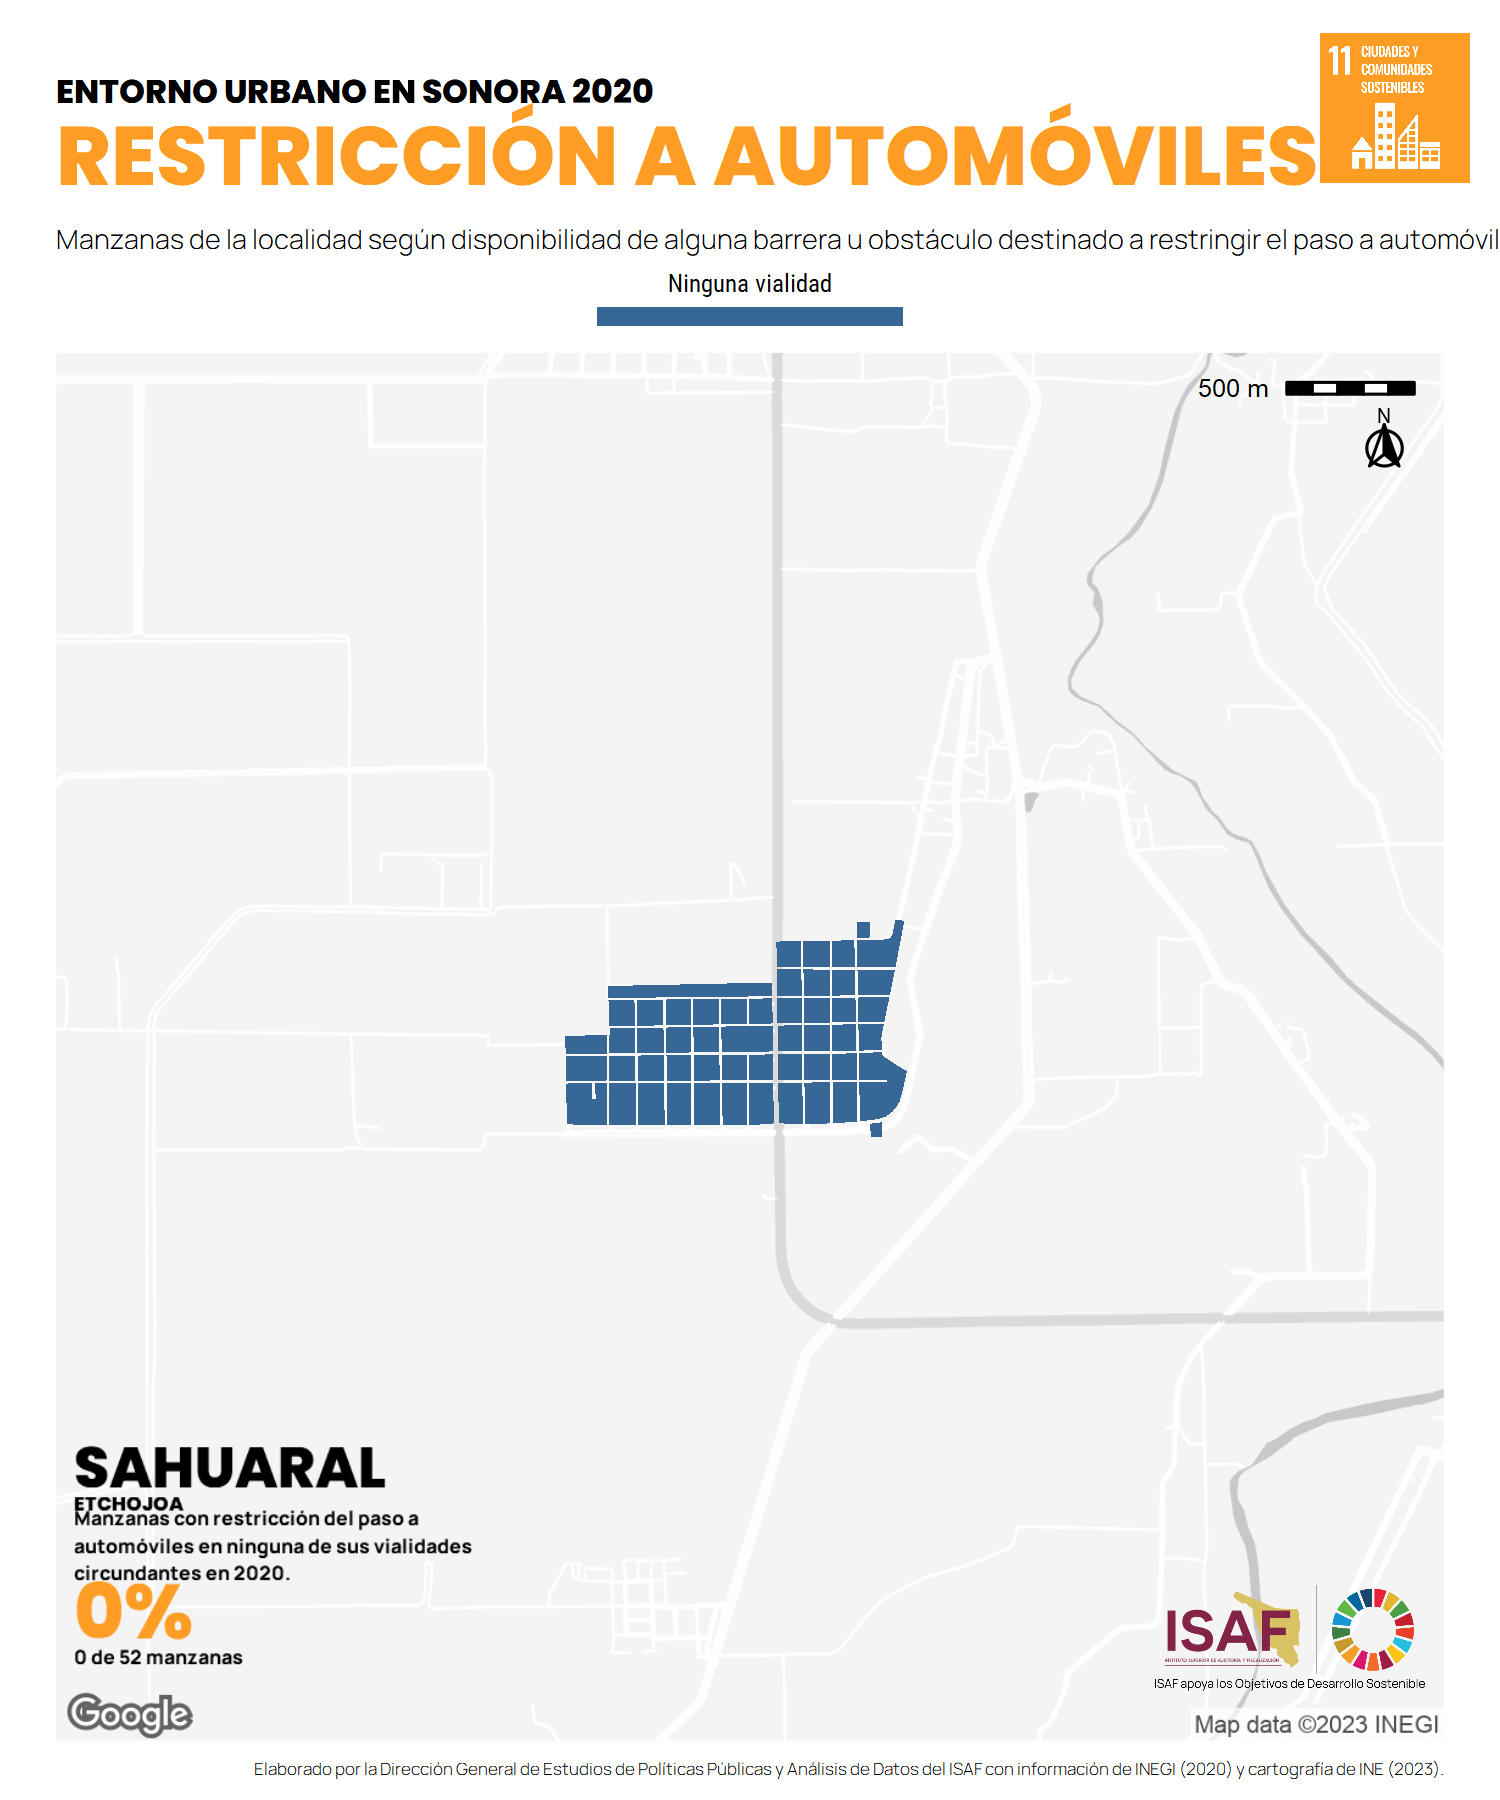 ENTORNO URBANO EN SONORA 2020
RESTRICCIÓN A AUTOMÓVILES
11 CIUDADES Y
COMUNIDADES
SOSTENIBLES
Manzanas de la localidad según disponibilidad de alguna barrera u obstáculo destinado a restringir el paso a automóvil
Ninguna vialidad
500 m
N
SAHUARAL
ETCHOJOA
Manzanas con restricción del paso a
automóviles en ninguna de sus vialidades
circundantes en 2020.
0%
0 de 52 manzanas
Google
ISAF
INSTITUTO SUPERIOR DE AUDITORÍA Y FISCALIZACIÓN
ISAF apoya los Objetivos de Desarrollo Sostenible
Map data ©2023 INEGI
Elaborado por la Dirección General de Estudios de Políticas Públicas y Análisis de Datos del ISAF con información de INEGI (2020) y cartografía de INE (2023).